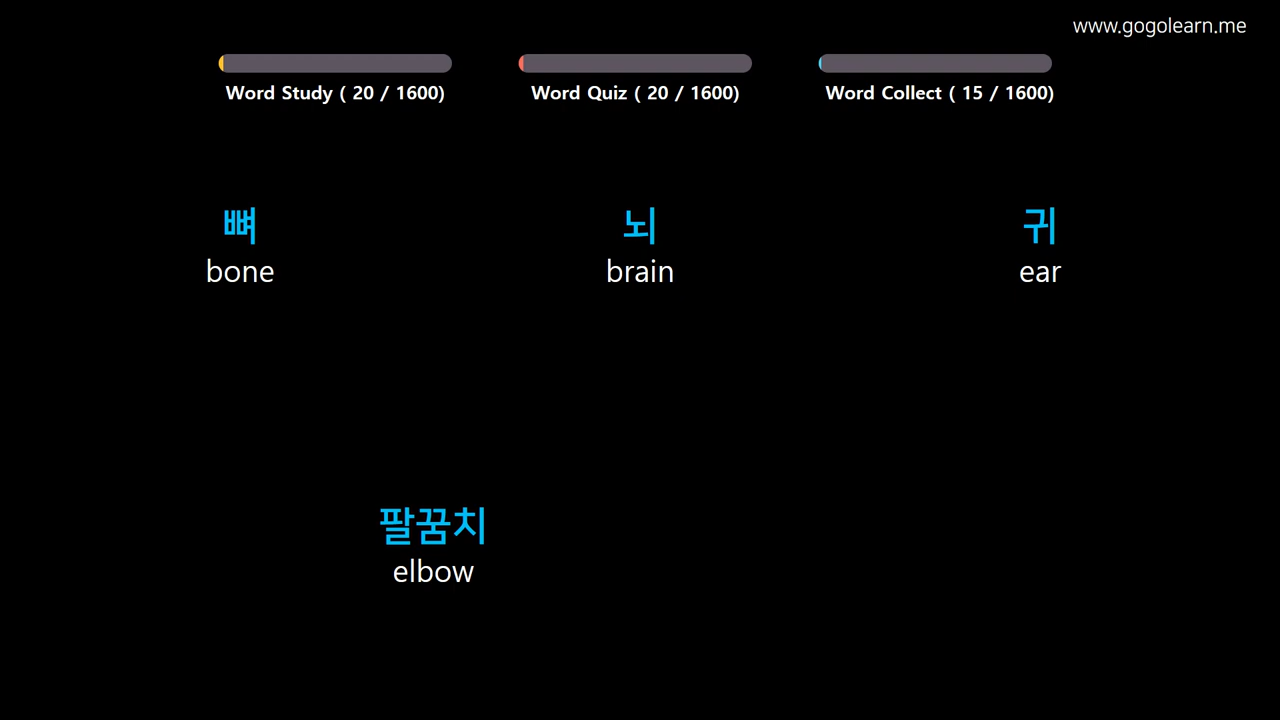 www.gogolearn.me
Word Study ( 20 / 1600)
Word Quiz ( 20 / 1600)
Word Collect ( 15 / 1600)
뼈
bone
뇌
brain
귀
ear
팔꿈치
elbow